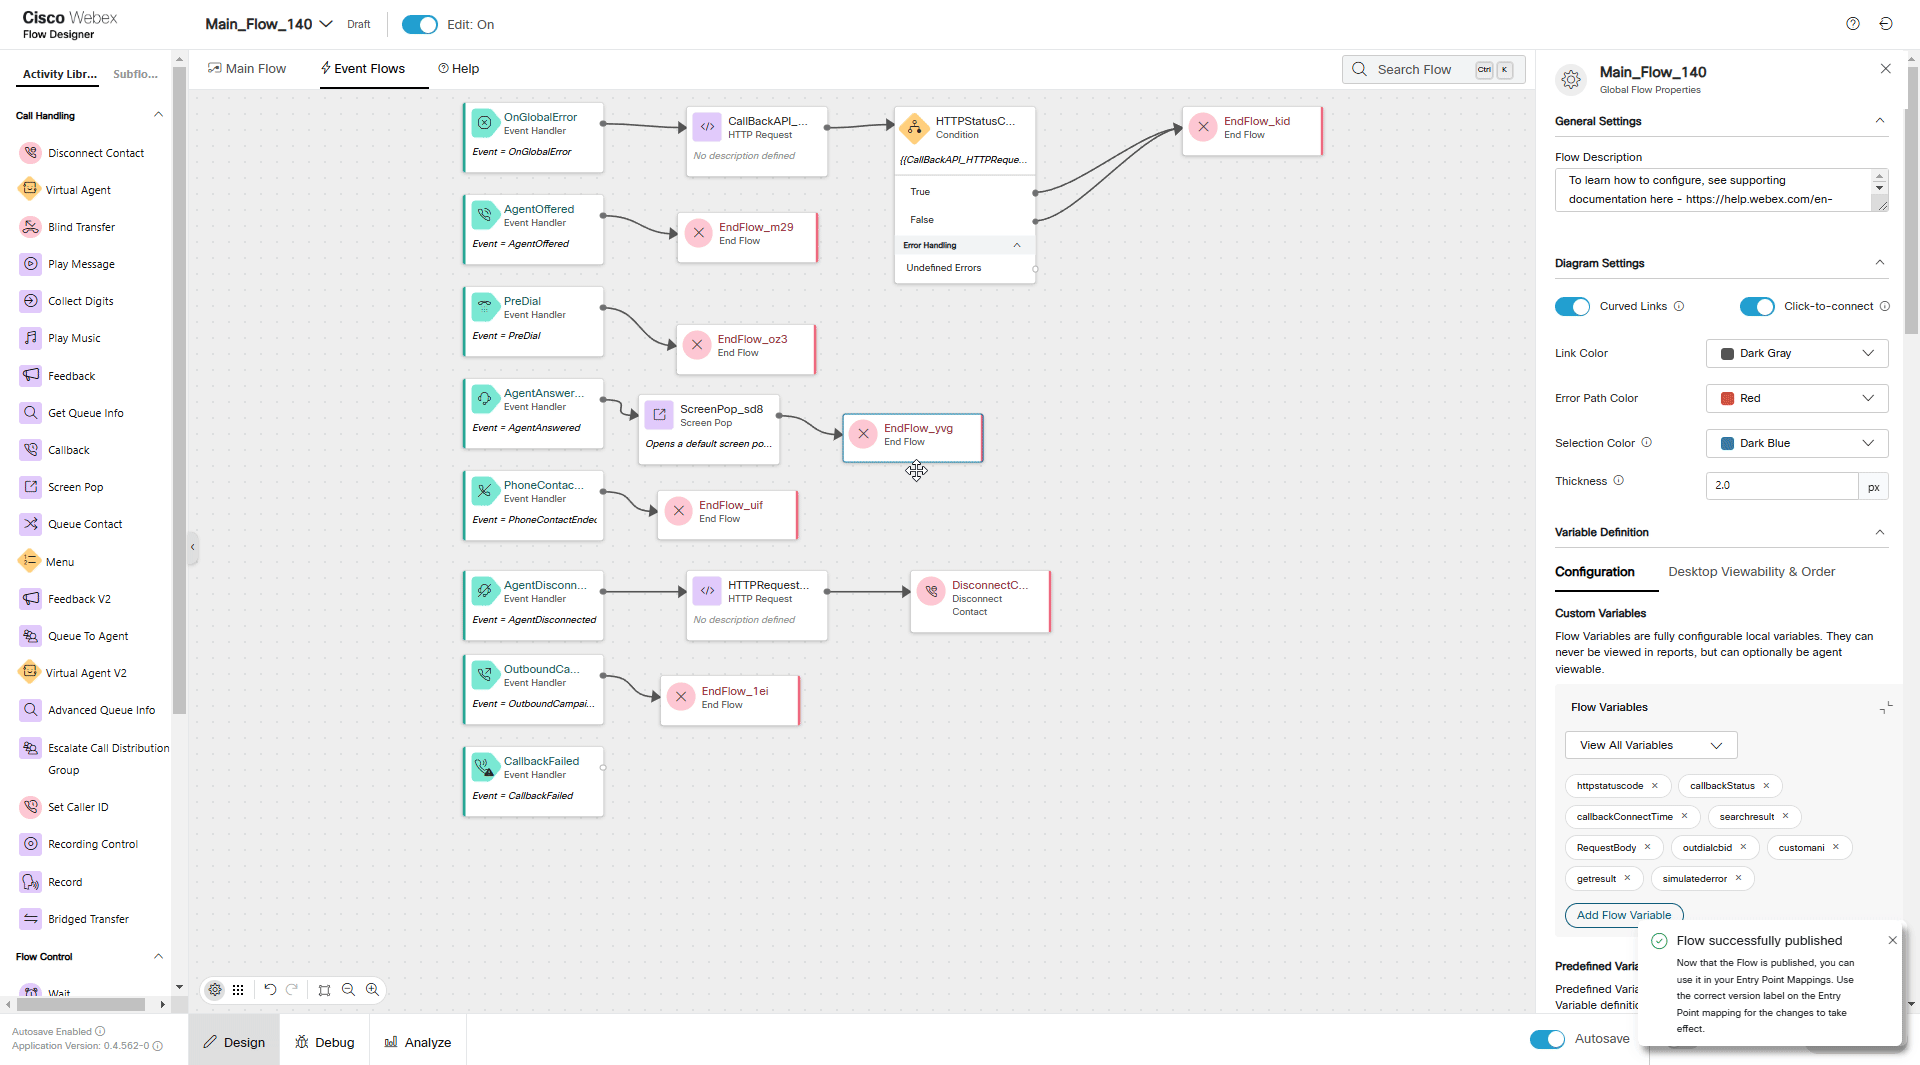 Cisco Webex
Flow Designer
Main_Flow_140
Draft
Edit: On
Activity Libr...
Subflo...
Main Flow
Event Flows
Help
Search Flow
Ctrl
K
Call Handling
Disconnect Contact
Virtual Agent
Blind Transfer
Play Message
Collect Digits
Play Music
Feedback
Get Queue Info
Callback
Screen Pop
Queue Contact
Menu
Feedback V2
Queue To Agent
Virtual Agent V2
Advanced Queue Info
Escalate Call Distribution
Group
Set Caller ID
Recording Control
Record
Bridged Transfer
Flow Control
Wait
Autosave Enabled
Application Version: 0.4.562-0
OnGlobalError
Event Handler
Event = OnGlobalError
CallBackAPI_...
HTTP Request
No description defined
HTTPStatusC...
Condition
{{CallBackAPI_HTTPReque...
True
False
Error Handling
Undefined Errors
EndFlow_kid
End Flow
AgentOffered
Event Handler
Event = AgentOffered
EndFlow_m29
End Flow
PreDial
Event Handler
Event = PreDial
EndFlow_oz3
End Flow
AgentAnswer...
Event Handler
Event = AgentAnswered
ScreenPop_sd8
Screen Pop
Opens a default screen po...
EndFlow_yvg
End Flow
PhoneContac...
Event Handler
Event = PhoneContactEnded
EndFlow_uif
End Flow
AgentDisconn...
Event Handler
Event = AgentDisconnected
HTTPRequest...
HTTP Request
No description defined
DisconnectC...
Disconnect
Contact
OutboundCa...
Event Handler
Event = OutboundCampai...
EndFlow_1ei
End Flow
CallbackFailed
Event Handler
Event = CallbackFailed
Design
Debug
Analyze
Main_Flow_140
Global Flow Properties
General Settings
Flow Description
To learn how to configure, see supporting
documentation here - https://help.webex.com/en-
Diagram Settings
Curved Links
Click-to-connect
Link Color
Dark Gray
Error Path Color
Red
Selection Color
Dark Blue
Thickness
2.0
px
Variable Definition
Configuration
Desktop Viewability & Order
Custom Variables
Flow Variables are fully configurable local variables. They can
never be viewed in reports, but can optionally be agent
viewable.
Flow Variables
View All Variables
httpstatuscode
callbackStatus
callbackConnectTime
searchresult
RequestBody
outdialcbid
customani
getresult
simulatederror
Add Flow Variable
Predefined Varia
Predefined Varia
Variable definitic
Flow successfully published
Now that the Flow is published, you can
use it in your Entry Point Mappings. Use
the correct version label on the Entry
Point mapping for the changes to take
effect.
Autosave